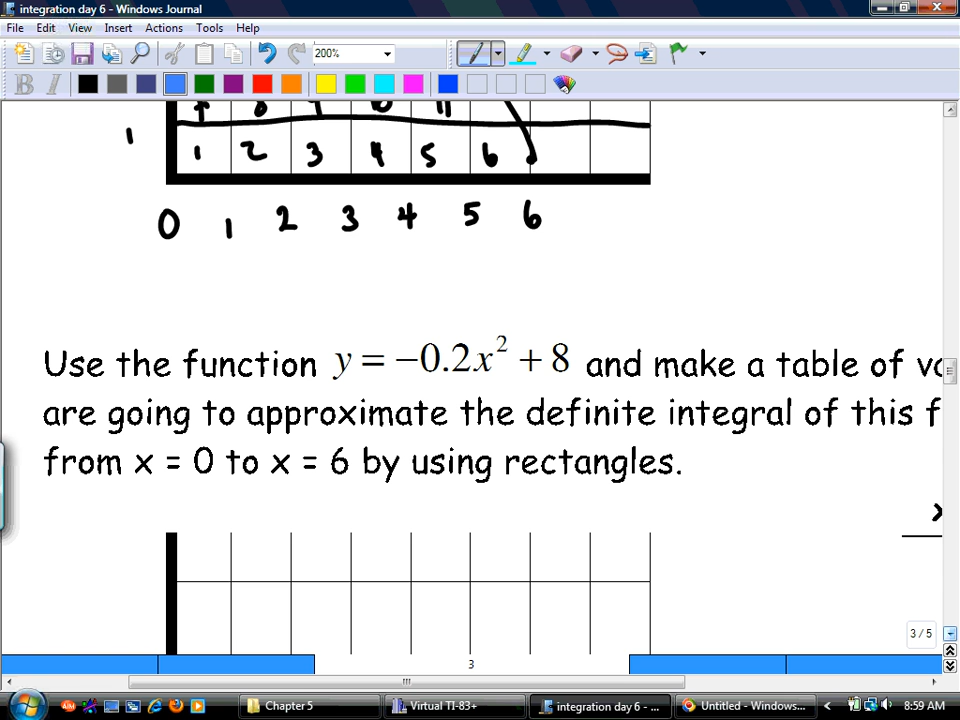 integration day 6 - Windows Journal
File Edit View Insert Actions Tools Help
200%
B I
8 10 11
1
1 2 3 4 5 6
0 1 2 3 4 5 6
Use the function y = −0.2x² + 8 and make a table of va
are going to approximate the definite integral of this f
from x = 0 to x = 6 by using rectangles.
x
3 / 5
3
Chapter 5 Virtual TI-83+ integration day 6 - ... Untitled - Windows... 8:59 AM